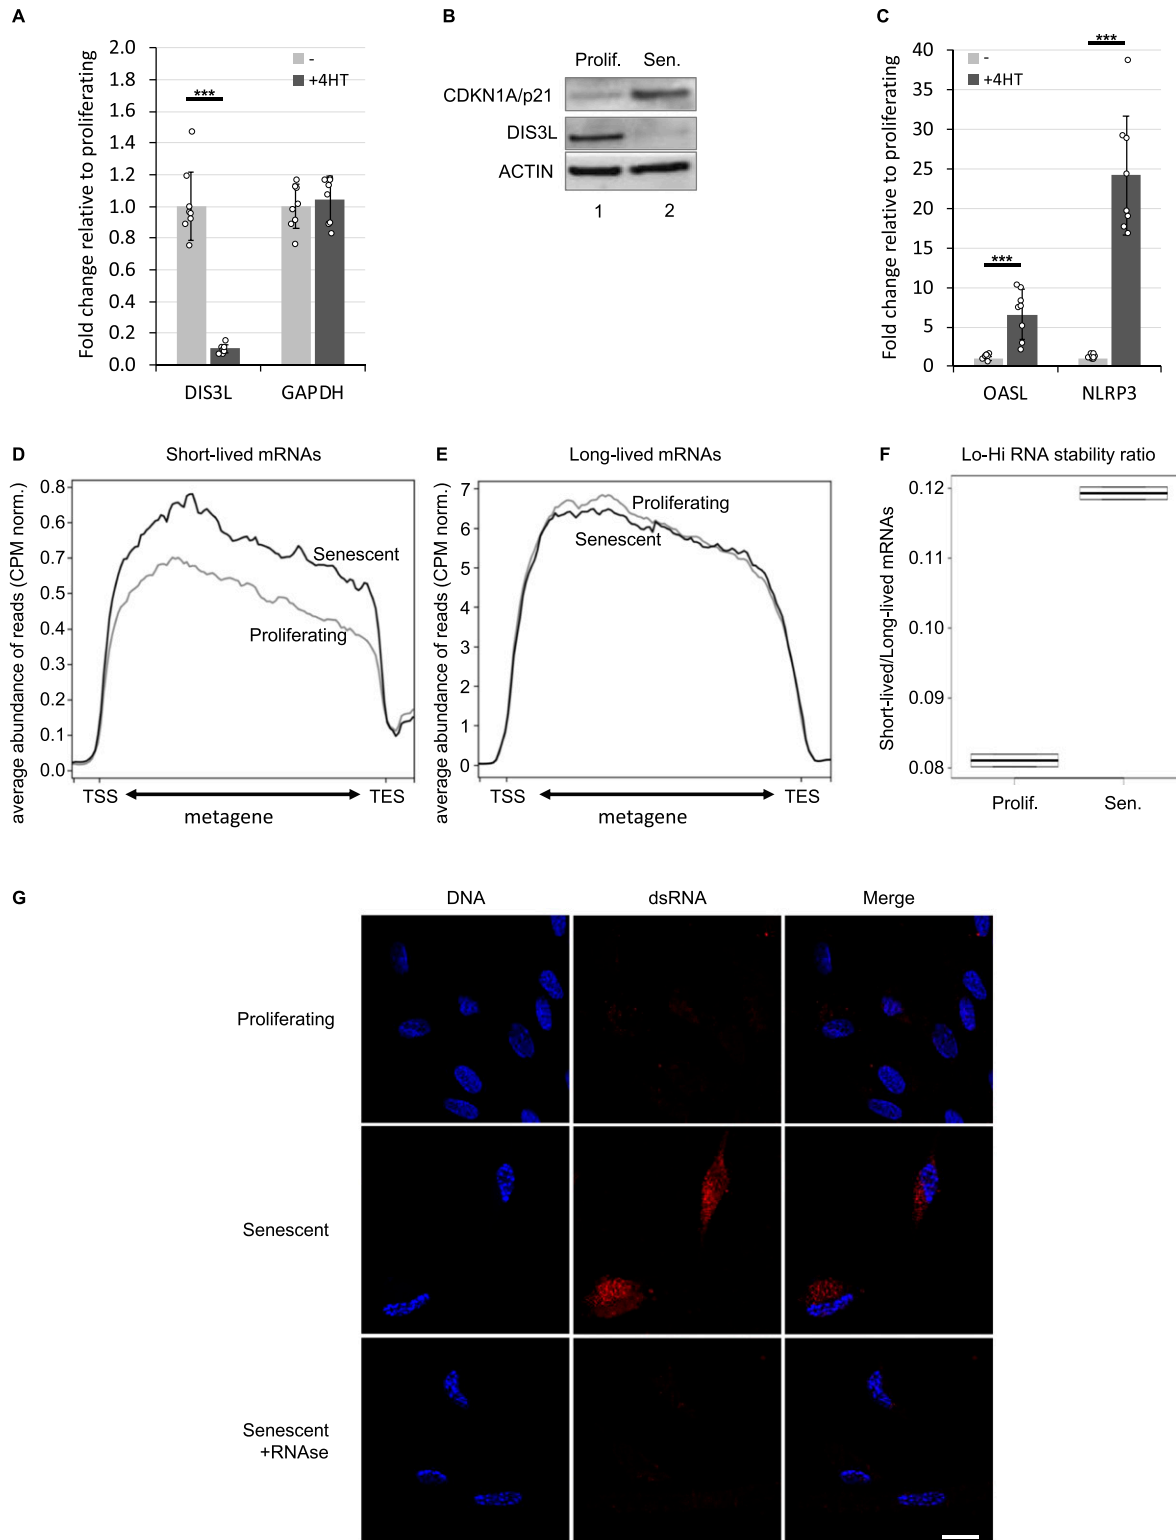 A
Fold change relative to proliferating
2.0
1.8
1.6
1.4
1.2
1.0
0.8
0.6
0.4
0.2
0.0
-
+4HT
***
DIS3L GAPDH
B
Prolif. Sen.
CDKN1A/p21
DIS3L
ACTIN
1 2
C
Fold change relative to proliferating
40
35
30
25
20
15
10
5
0
-
+4HT
***
***
OASL NLRP3
D
Short-lived mRNAs
average abundance of reads (CPM norm.)
0.8
0.7
0.5
0.4
0.2
0.1
0.0
Senescent
Proliferating
TSS TES
metagene
E
Long-lived mRNAs
average abundance of reads (CPM norm.)
7
6
5
4
3
2
0
Proliferating
Senescent
TSS TES
metagene
F
Lo-Hi RNA stability ratio
Short-lived/Long-lived mRNAs
0.12
0.11
0.10
0.09
0.08
Prolif. Sen.
G
DNA dsRNA Merge
Proliferating
Senescent
Senescent
+RNAse